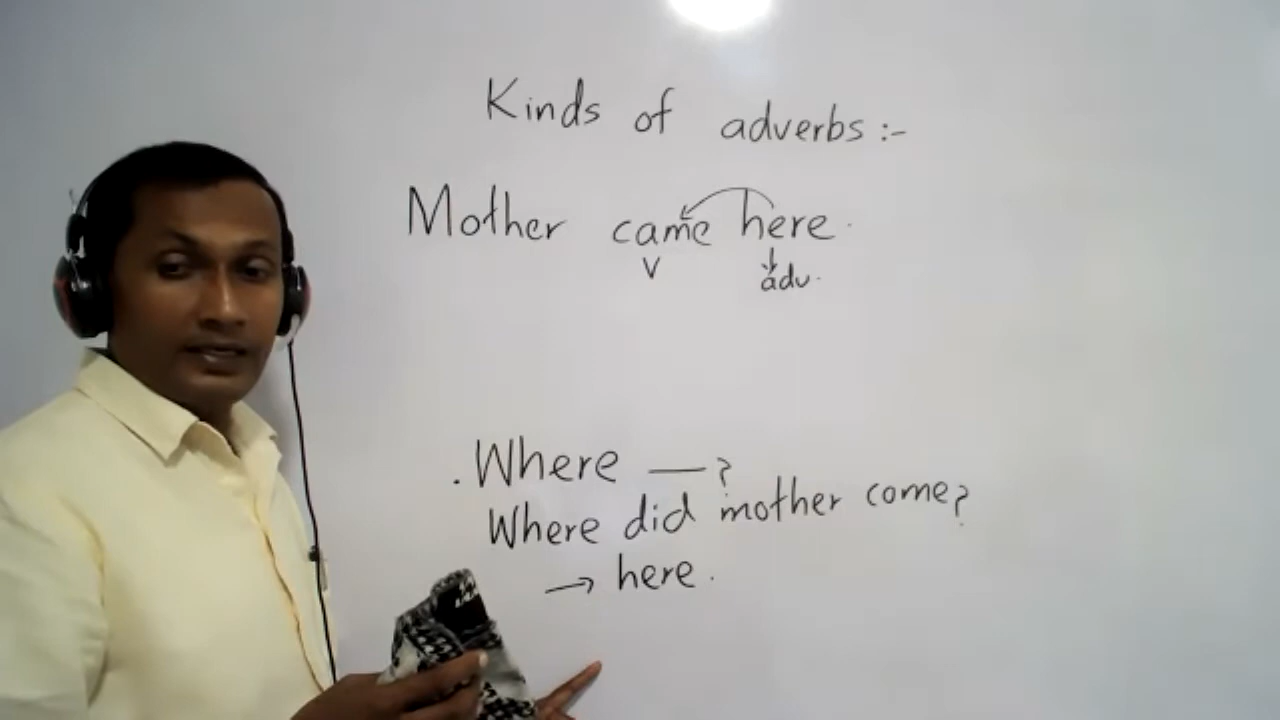 Kinds of adverbs :-
Mother came here.
V adv.
. Where — ?
Where did mother come?
→ here.